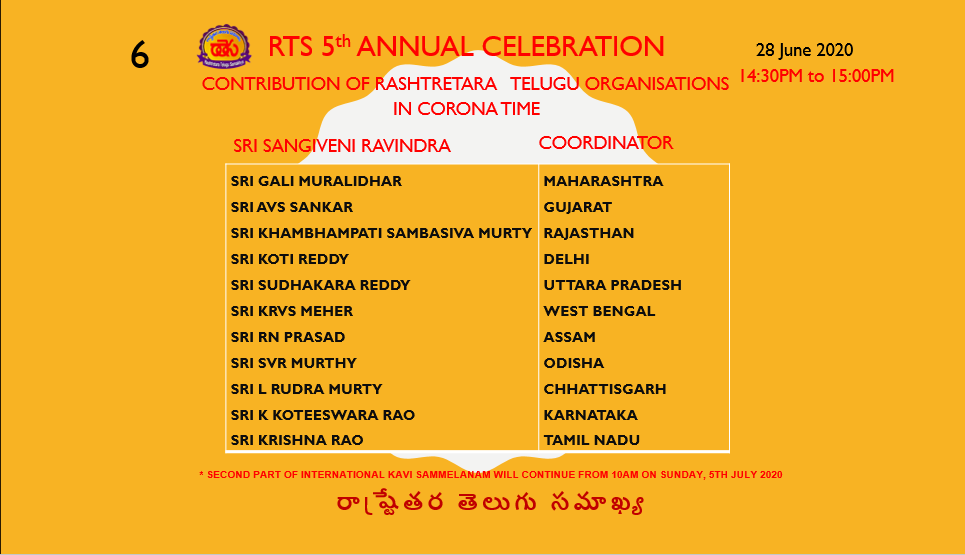 6
RTS 5th ANNUAL CELEBRATION
28 June 2020
14:30PM to 15:00PM
CONTRIBUTION OF RASHTRETARA TELUGU ORGANISATIONS
IN CORONA TIME
SRI SANGIVENI RAVINDRA COORDINATOR
SRI GALI MURALIDHAR MAHARASHTRA
SRI AVS SANKAR GUJARAT
SRI KHAMBHAMPATI SAMBASIVA MURTY RAJASTHAN
SRI KOTI REDDY DELHI
SRI SUDHAKARA REDDY UTTARA PRADESH
SRI KRVS MEHER WEST BENGAL
SRI RN PRASAD ASSAM
SRI SVR MURTHY ODISHA
SRI L RUDRA MURTY CHHATTISGARH
SRI K KOTEESWARA RAO KARNATAKA
SRI KRISHNA RAO TAMIL NADU
* SECOND PART OF INTERNATIONAL KAVI SAMMELANAM WILL CONTINUE FROM 10AM ON SUNDAY, 5TH JULY 2020
రాష్ట్రేతర తెలుగు సమాఖ్య